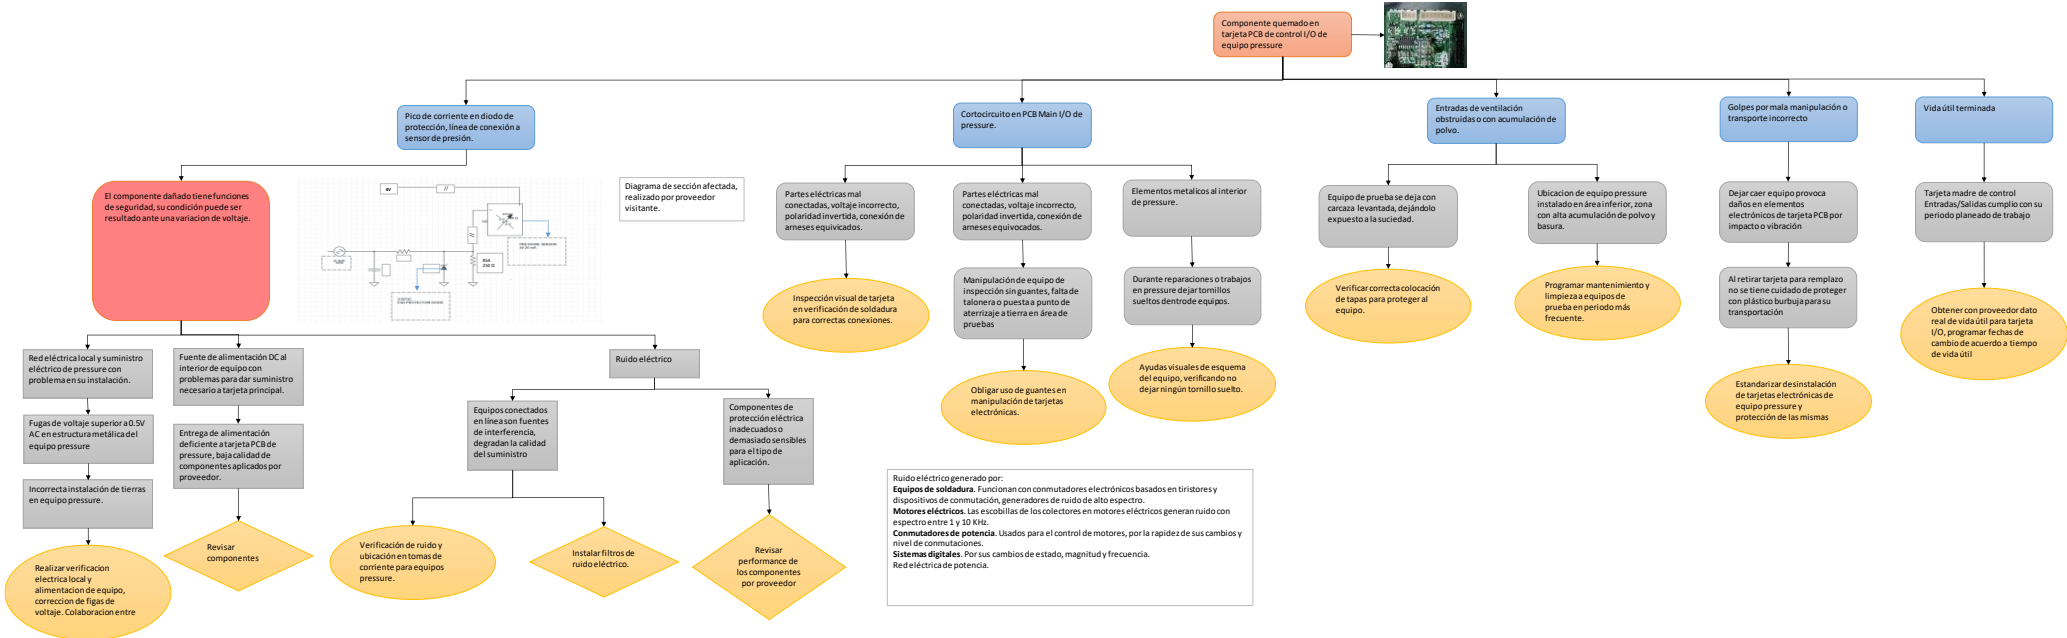 Componente quemado en
tarjeta PCB de control I/O de
equipo pressure
Pico de corriente en diodo de
protección, línea de conexión a
sensor de presión.
Cortocircuito en PCB Main I/O de
pressure.
Entradas de ventilación
obstruidas o con acumulación de
polvo.
Golpes por mala manipulación o
transporte incorrecto
Vida útil terminada
El componente dañado tiene funciones
de seguridad, su condición puede ser
resultado ante una variacion de voltaje.
Diagrama de sección afectada,
realizado por proveedor
visitante.
Partes eléctricas mal
conectadas, voltaje incorrecto,
polaridad invertida, conexión de
arneses equivicados.
Partes eléctricas mal
conectadas, voltaje incorrecto,
polaridad invertida, conexión de
arneses equivocados.
Elementos metalicos al interior
de pressure.
Equipo de prueba se deja con
carcaza levantada, dejándolo
expuesto a la suciedad.
Ubicacion de equipo pressure
instalado en área inferior, zona
con alta acumulación de polvo y
basura.
Dejar caer equipo provoca
daños en elementos
electrónicos de tarjeta PCB por
impacto o vibración
Tarjeta madre de control
Entradas/Salidas cumplio con su
periodo planeado de trabajo
Inspección visual de tarjeta
en verificación de soldadura
para correctas conexiones.
Manipulación de equipo de
inspección sin guantes, falta de
talonera o puesta a punto de
aterrizaje a tierra en área de
pruebas
Durante reparaciones o trabajos
en pressure dejar tornillos
sueltos dentro de equipos.
Verificar correcta colocación
de tapas para proteger al
equipo.
Programar mantenimiento y
limpieza a equipos de
prueba en periodo más
frecuente.
Al retirar tarjeta para remplazo
no se tiene cuidado de proteger
con plástico burbuja para su
transportación
Obtener con proveedor dato
real de vida útil para tarjeta
I/O, programar fechas de
cambio de acuerdo a tiempo
de vida útil
Red eléctrica local y suministro
eléctrico de pressure con
problema en su instalación.
Fuente de alimentación DC al
interior de equipo con
problemas para dar suministro
necesario a tarjeta principal.
Ruido eléctrico
Obligar uso de guantes en
manipulación de tarjetas
electrónicas.
Ayudas visuales de esquema
del equipo, verificando no
dejar ningún tornillo suelto.
Estandarizar desinstalación
de tarjetas electrónicas de
equipo pressure y
protección de las mismas
Fugas de voltaje superior a 0.5V
AC en estructura metálica del
equipo pressure
Entrega de alimentación
deficiente a tarjeta PCB de
pressure, baja calidad de
componentes aplicados por
proveedor.
Equipos conectados
en línea son fuentes
de interferencia,
degradan la calidad
del suministro
Componentes de
protección eléctrica
inadecuados o
demasiado sensibles
para el tipo de
aplicación.
Incorrecta instalación de tierras
en equipo pressure.
Ruido eléctrico generado por:
Equipos de soldadura. Funcionan con conmutadores electrónicos basados en tiristores y
dispositivos de conmutación, generadores de ruido de alto espectro.
Motores eléctricos. Las escobillas de los colectores en motores eléctricos generan ruido con
espectro entre 1 y 10 KHz.
Conmutadores de potencia. Usados para el control de motores, por la rapidez de sus cambios y
nivel de conmutaciones.
Sistemas digitales. Por sus cambios de estado, magnitud y frecuencia.
Red eléctrica de potencia.
Realizar verificacion
electrica local y
alimentacion de equipo,
correccion de figas de
voltaje. Colaboracion entre
Revisar
componentes
Verificación de ruido y
ubicación en tomas de
corriente para equipos
pressure.
Instalar filtros de
ruido eléctrico.
Revisar
performance de
los componentes
por proveedor